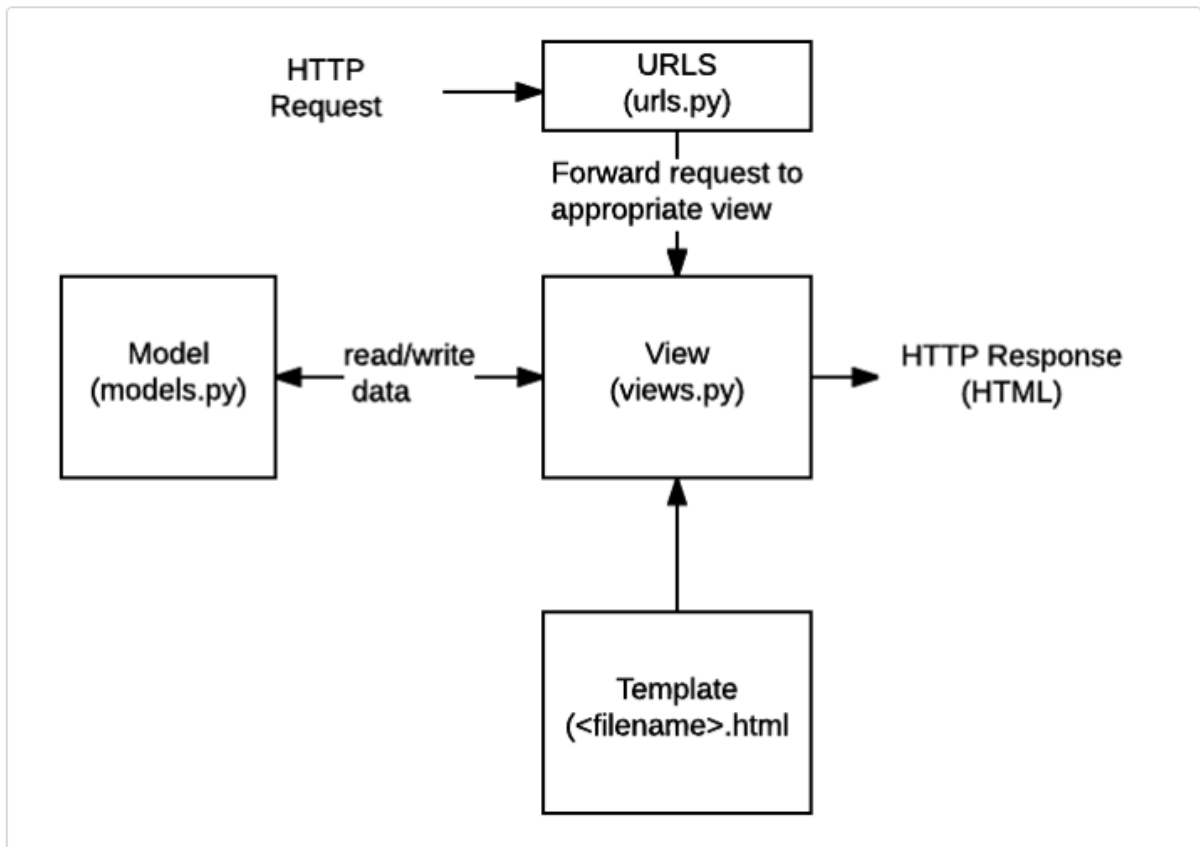 HTTP
Request
URLS
(urls.py)
Forward request to
appropriate view
Model
(models.py)
read/write
data
View
(views.py)
HTTP Response
(HTML)
Template
(<filename>.html